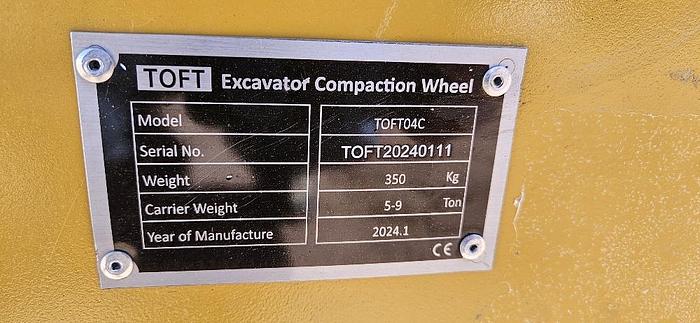 TOFT Excavator Compaction Wheel
Model TOFT04C
Serial No. TOFT20240111
Weight 350 Kg
Carrier Weight 5-9 Ton
Year of Manufacture 2024.1
CE